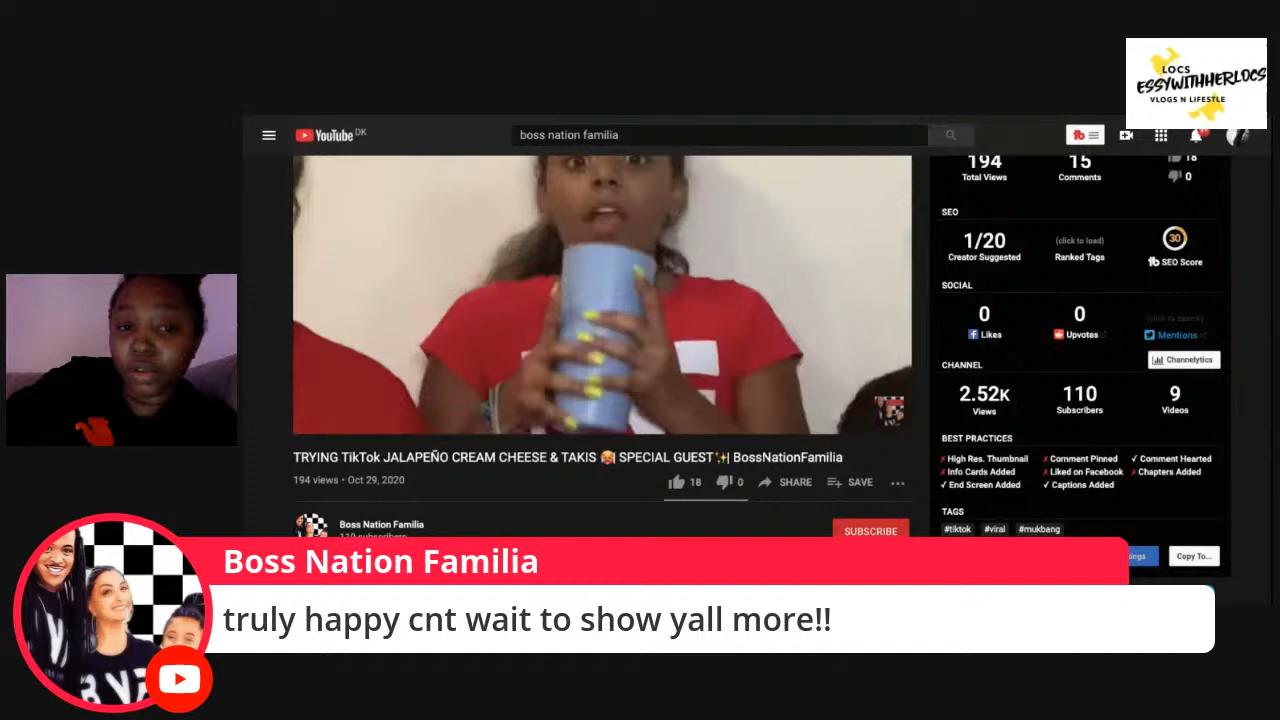 LOCS
ESSYWITHHERLOCS
VLOGS N LIFESTLE
YouTube DK
boss nation familia
194
15
18
Total Views
Comments
0
SEO
1/20
(click to load)
30
Creator Suggested
Ranked Tags
tb SEO Score
SOCIAL
0
0
Likes
Upvotes
Mentions
Channelytics
CHANNEL
2.52K
110
9
Views
Subscribers
Videos
BEST PRACTICES
✗ High Res. Thumbnail
✗ Comment Pinned
✓ Comment Hearted
✗ Info Cards Added
✗ Liked on Facebook
✗ Chapters Added
✓ End Screen Added
✓ Captions Added
TAGS
#tiktok
#viral
#mukbang
Copy To...
TRYING TikTok JALAPEÑO CREAM CHEESE & TAKIS 🥵 SPECIAL GUEST✨| BossNationFamilia
194 views • Oct 29, 2020
18
0
SHARE
SAVE
Boss Nation Familia
SUBSCRIBE
Boss Nation Familia
truly happy cnt wait to show yall more!!